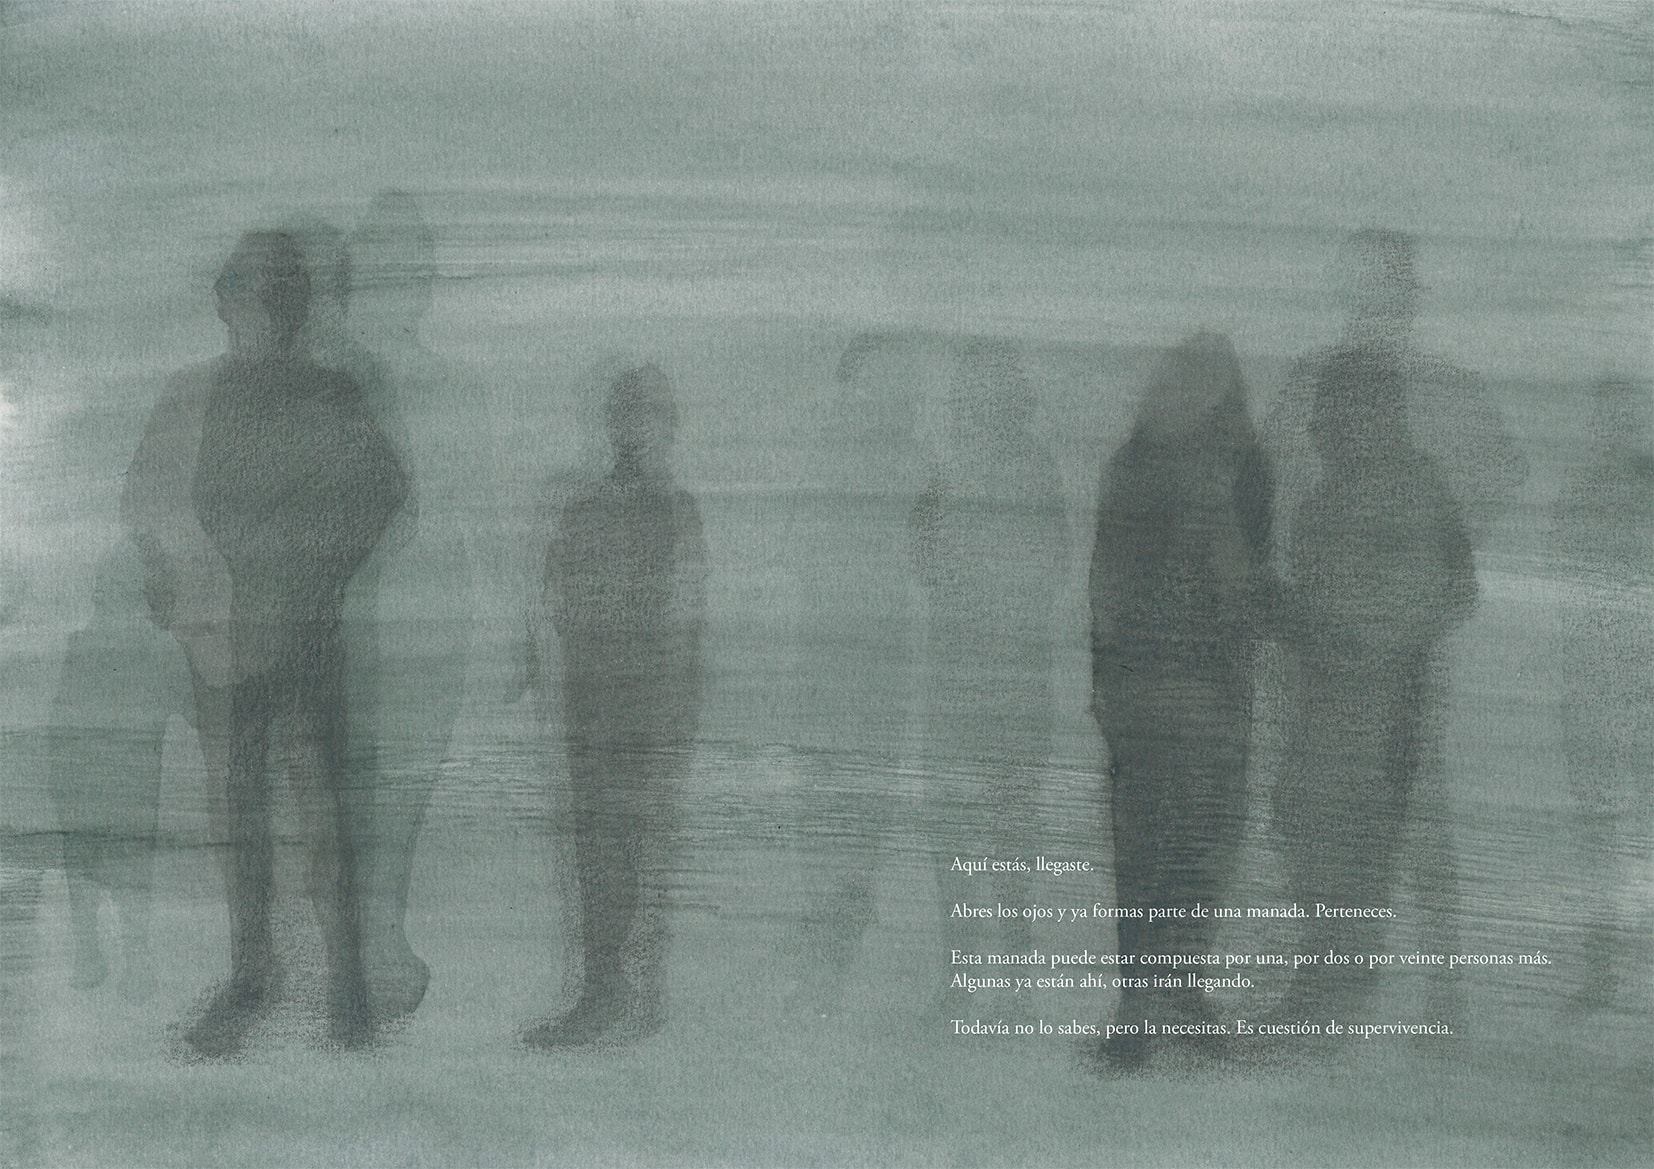 Aquí estás, llegaste.
Abres los ojos y ya formas parte de una manada. Perteneces.
Esta manada puede estar compuesta por una, por dos o por veinte personas más.
Algunas ya están ahí, otras irán llegando.
Todavía no lo sabes, pero la necesitas. Es cuestión de supervivencia.